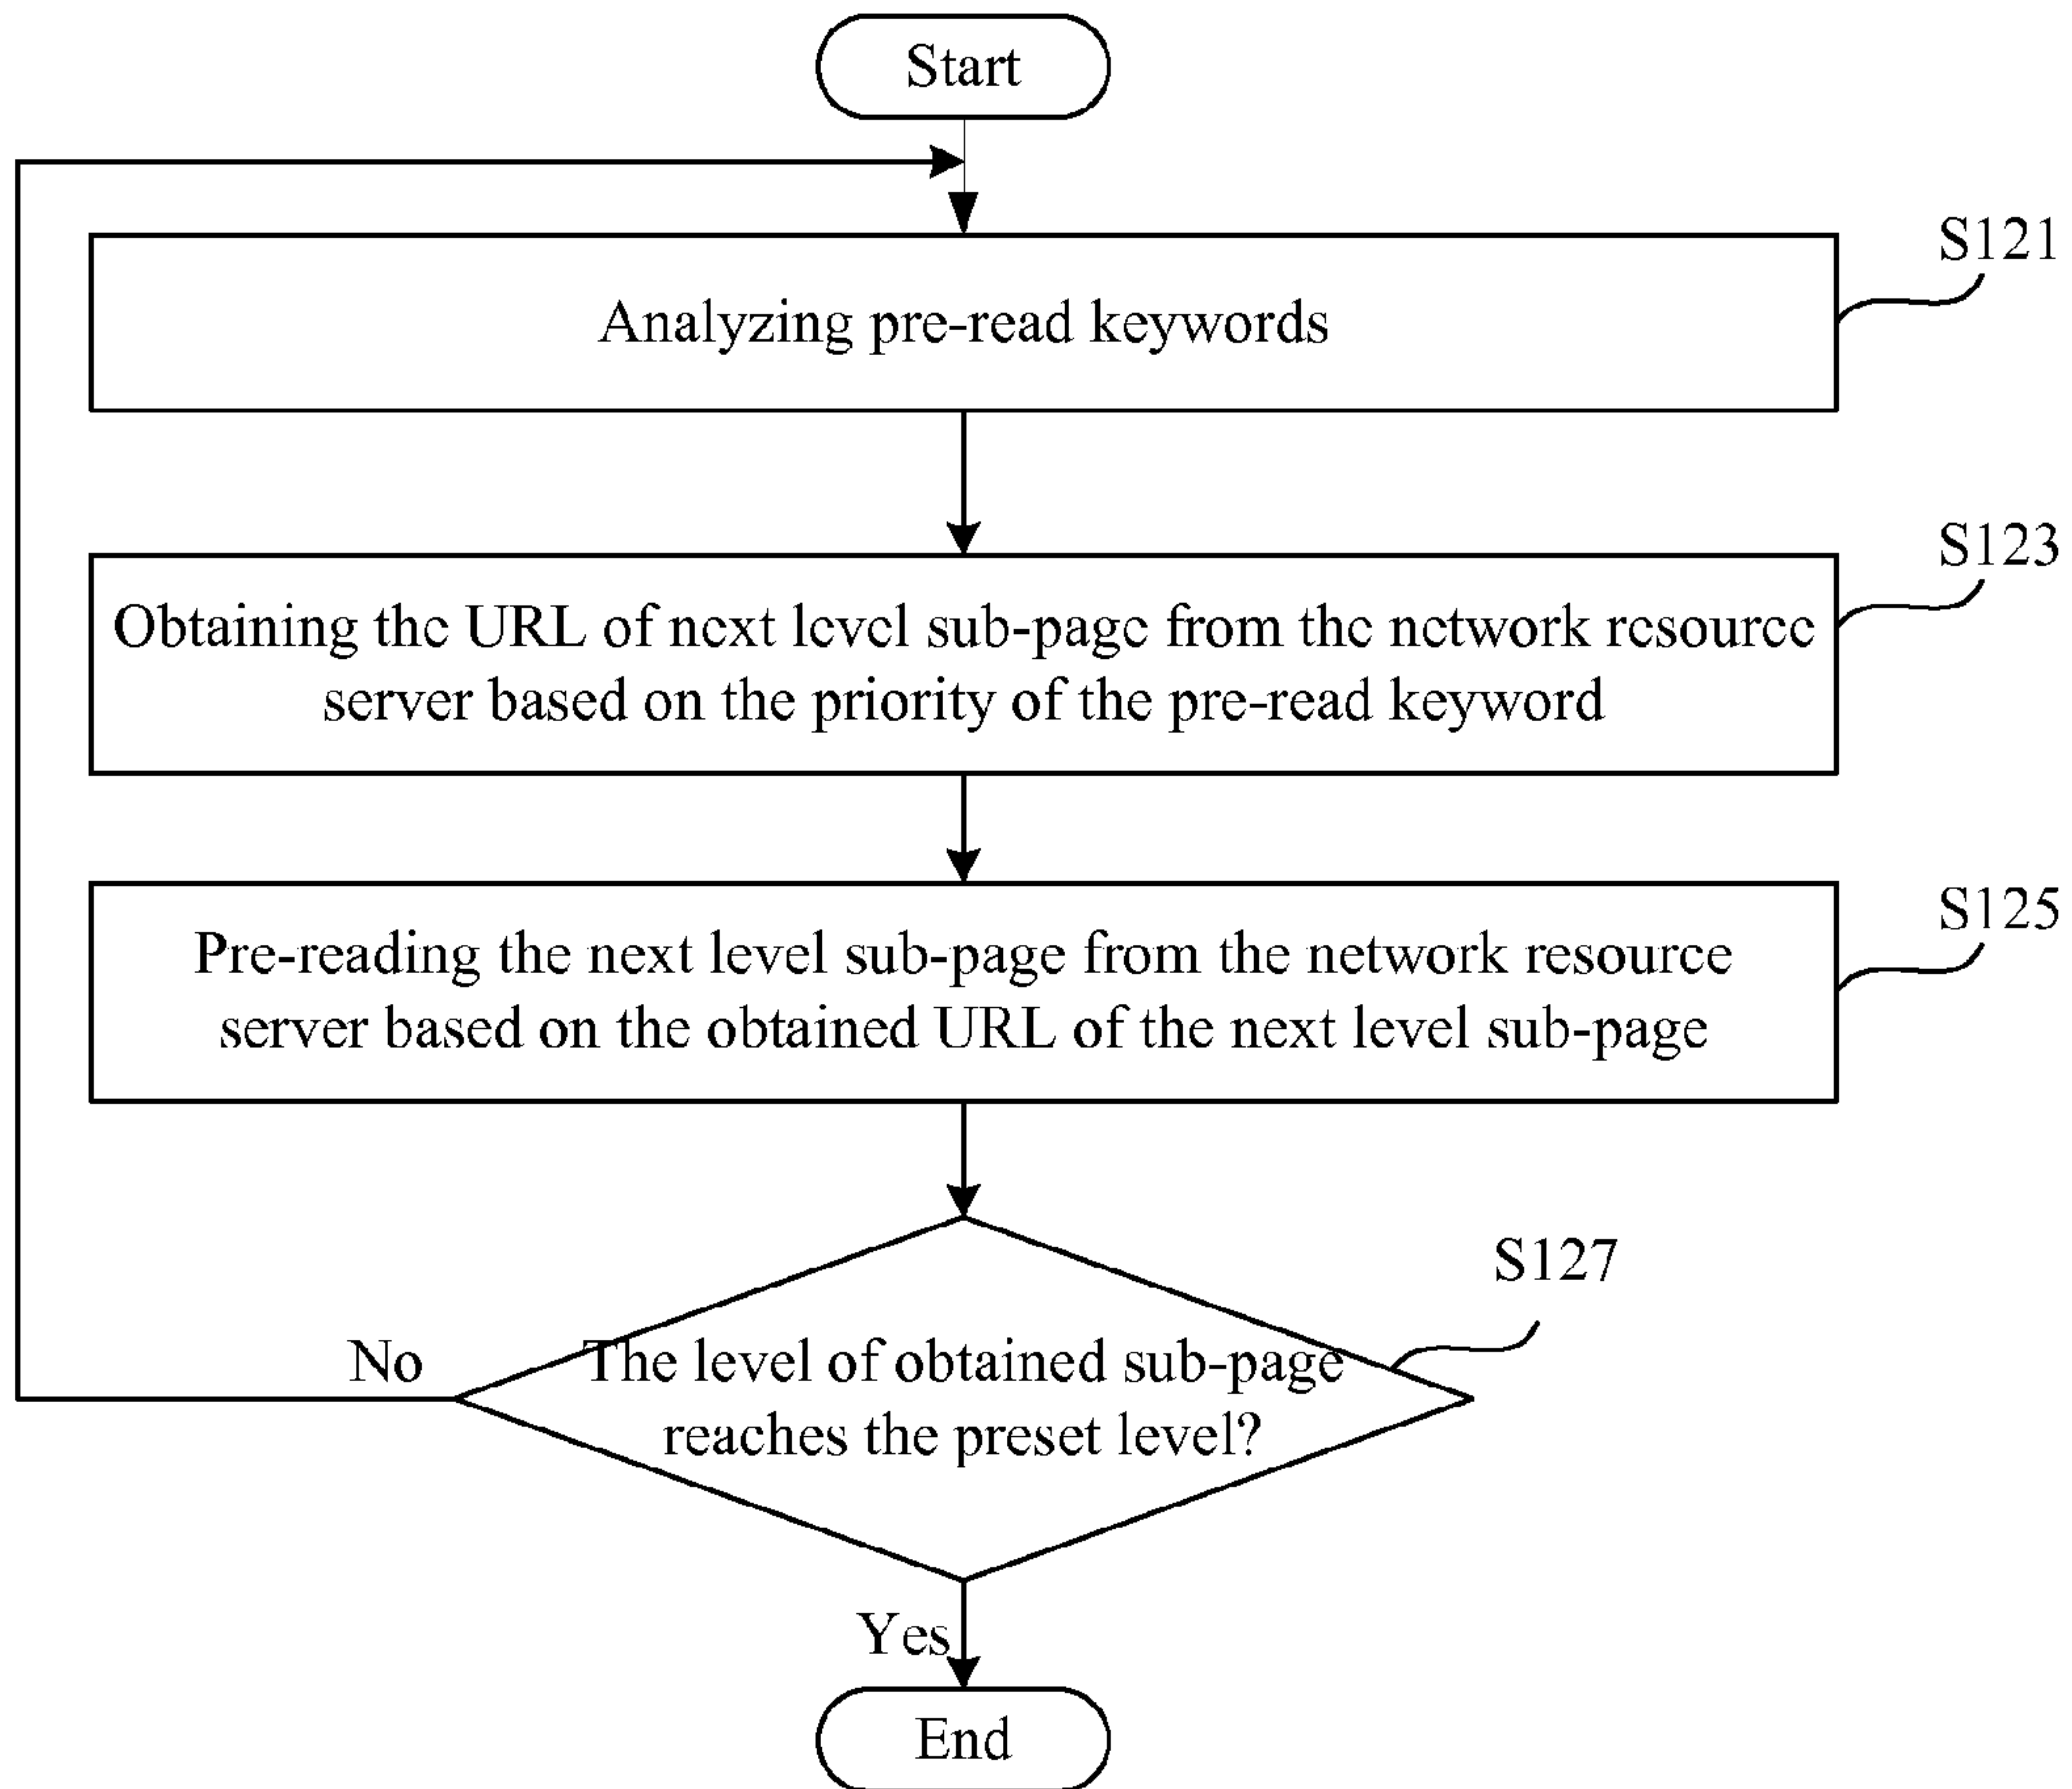 Start
S121
Analyzing pre-read keywords
S123
Obtaining the URL of next level sub-page from the network resource
server based on the priority of the pre-read keyword
S125
Pre-reading the next level sub-page from the network resource
server based on the obtained URL of the next level sub-page
S127
No
The level of obtained sub-page
reaches the preset level?
Yes
End